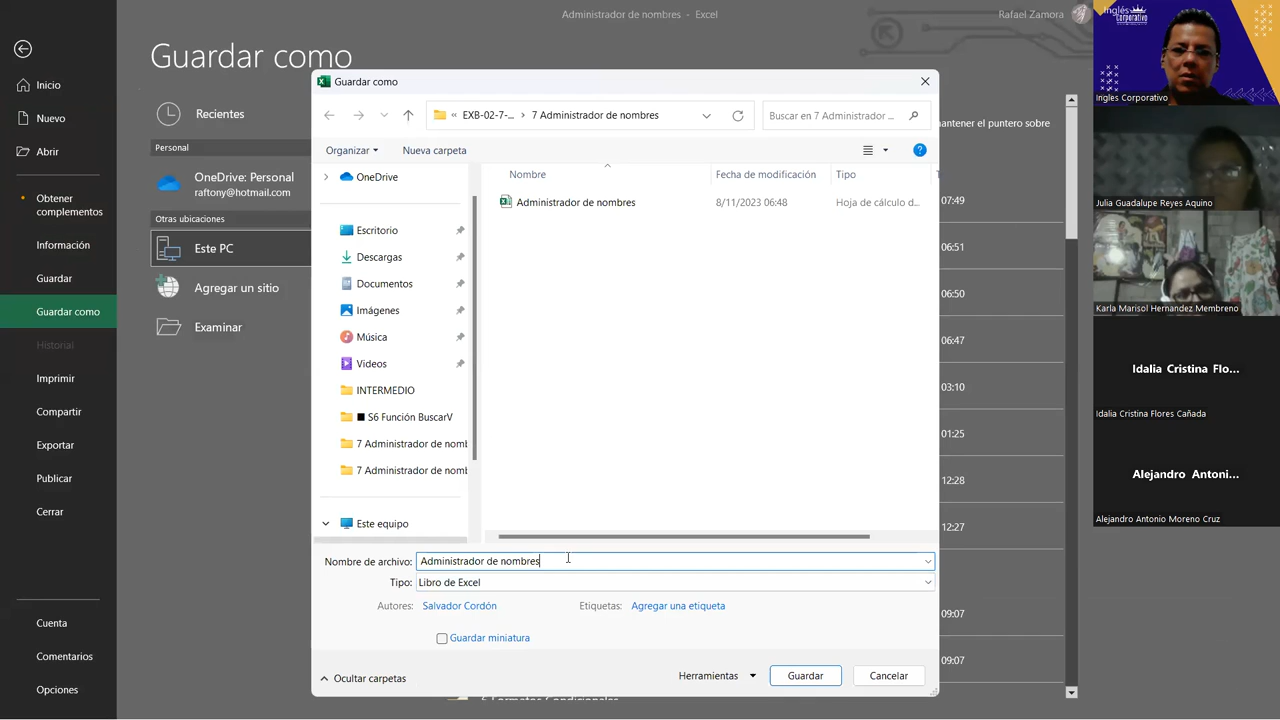 Administrador de nombres - Excel
Rafael Zamora
Guardar como
Inicio
Nuevo
Abrir
Obtener
complementos
Información
Guardar
Guardar como
Historial
Imprimir
Compartir
Exportar
Publicar
Cerrar
Cuenta
Comentarios
Opciones
Recientes
Personal
OneDrive: Personal
raftony@hotmail.com
Otras ubicaciones
Este PC
Agregar un sitio
Examinar
Guardar como
« EXB-02-7-... › 7 Administrador de nombres
Buscar en 7 Administrador ...
Organizar
Nueva carpeta
OneDrive
Escritorio
Descargas
Documentos
Imágenes
Música
Vídeos
INTERMEDIO
S6 Función BuscarV
7 Administrador de noml
7 Administrador de noml
Este equipo
Nombre
Fecha de modificación
Tipo
Administrador de nombres
8/11/2023 06:48
Hoja de cálculo d...
Nombre de archivo: Administrador de nombres
Tipo: Libro de Excel
Autores: Salvador Cordón
Etiquetas: Agregar una etiqueta
Guardar miniatura
Ocultar carpetas
Herramientas
Guardar
Cancelar
mantener el puntero sobre
07:49
06:51
06:50
06:47
03:10
01:25
12:28
12:27
09:07
09:07
Inglés
Corporativo
Ingles Corporativo
Julia Guadalupe Reyes Aquino
Karla Marisol Hernandez Membreno
Idalia Cristina Flo...
Idalia Cristina Flores Cañada
Alejandro Antoni...
Alejandro Antonio Moreno Cruz